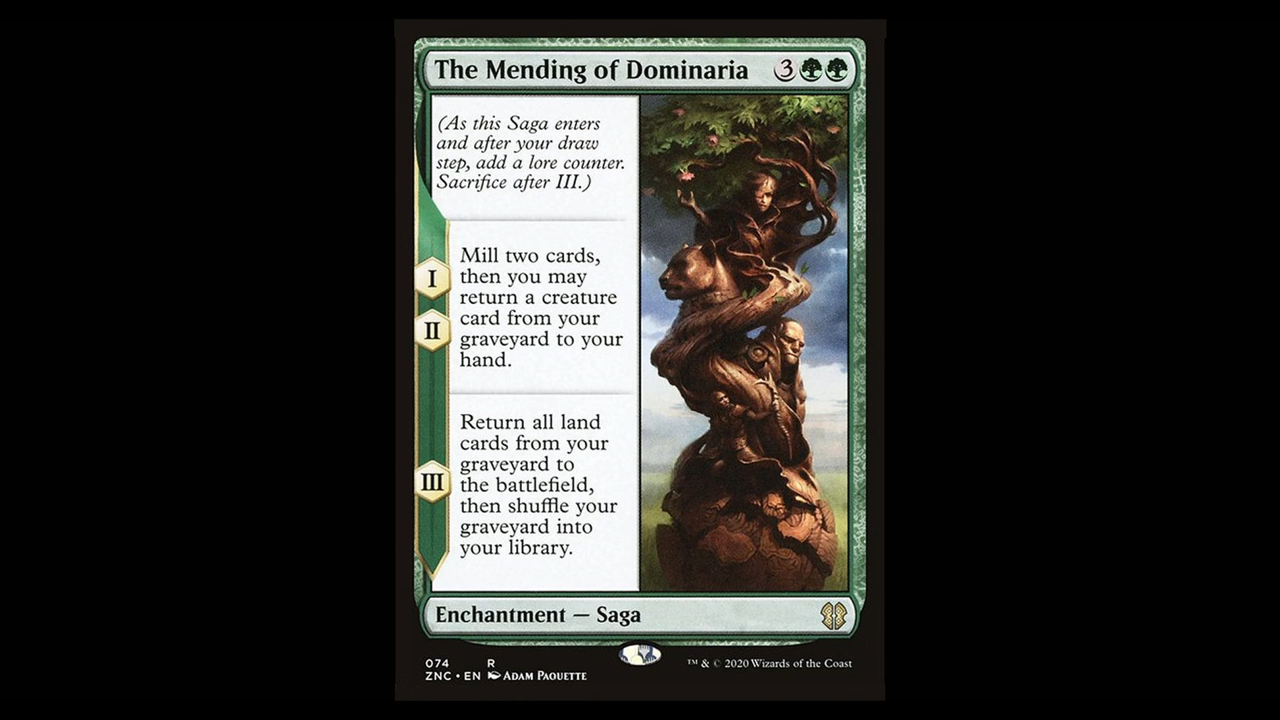 The Mending of Dominaria 3
(As this Saga enters
and after your draw
step, add a lore counter.
Sacrifice after III.)
I
II
Mill two cards,
then you may
return a creature
card from your
graveyard to your
hand.
III
Return all land
cards from your
graveyard to
the battlefield,
then shuffle your
graveyard into
your library.
Enchantment — Saga
074 R
ZNC • EN Adam Paquette
™ & © 2020 Wizards of the Coast